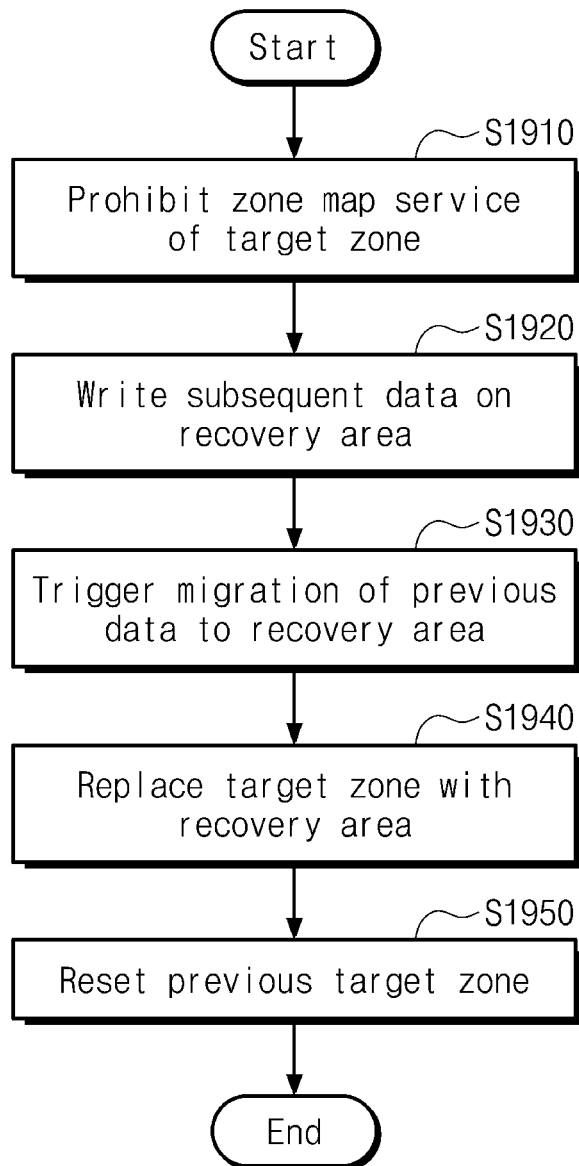 Start
S1910
Prohibit zone map service
of target zone
S1920
Write subsequent data on
recovery area
S1930
Trigger migration of previous
data to recovery area
S1940
Replace target zone with
recovery area
S1950
Reset previous target zone
End